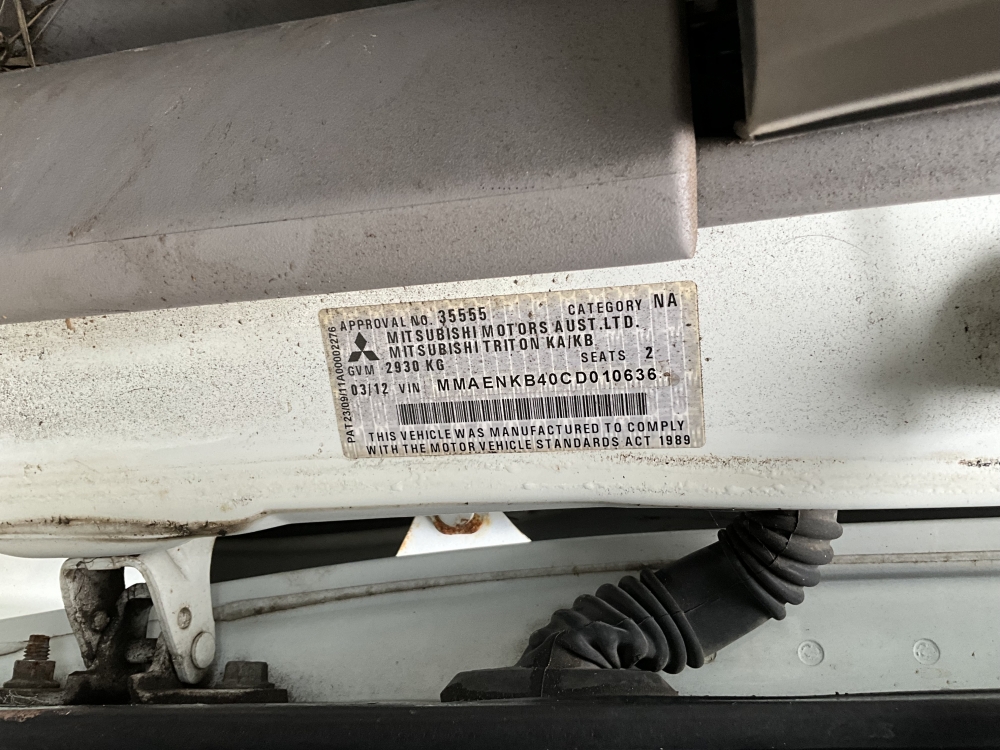 APPROVAL NO. 35555 CATEGORY NA
MITSUBISHI MOTORS AUST. LTD.
MITSUBISHI TRITON KA/KB
GVM 2930 KG SEATS 2
03/12 VIN MMAENKB40CD010636
THIS VEHICLE WAS MANUFACTURED TO COMPLY
WITH THE MOTOR VEHICLE STANDARDS ACT 1989
PAT23/09/11A00002276